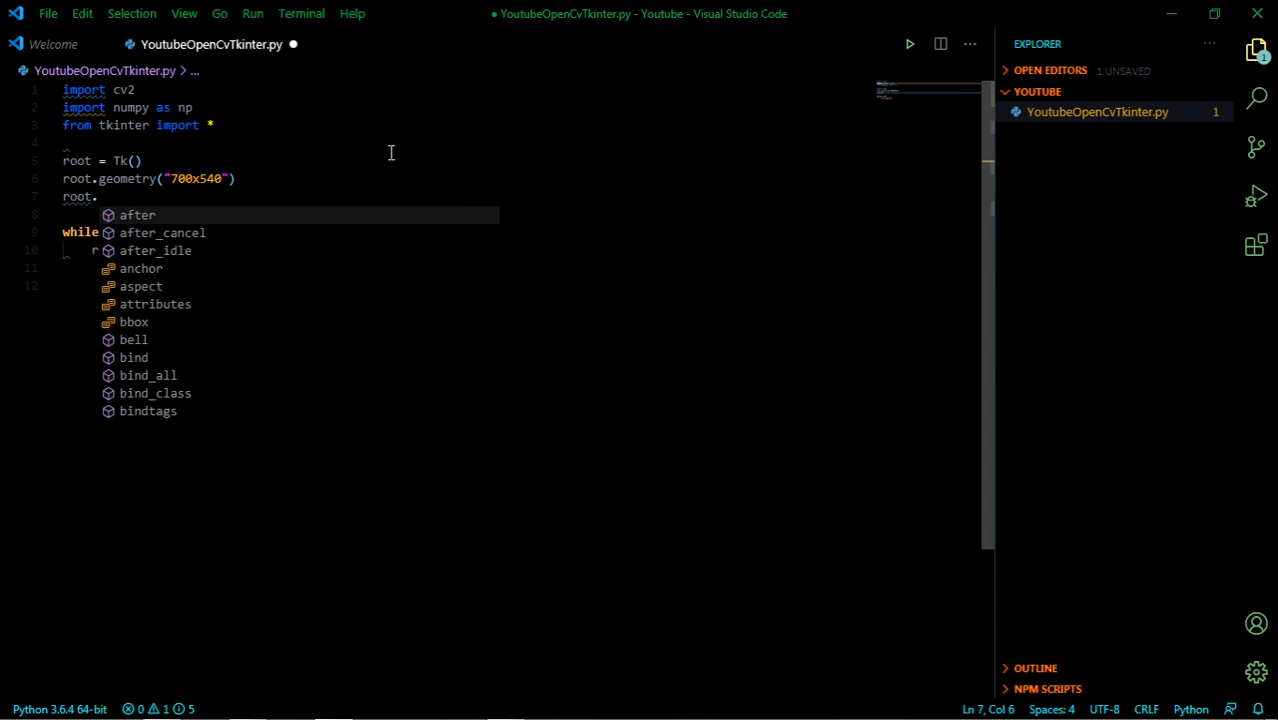 File Edit Selection View Go Run Terminal Help
● YoutubeOpenCvTkinter.py - Youtube - Visual Studio Code
Welcome YoutubeOpenCvTkinter.py ●
YoutubeOpenCvTkinter.py > ...
1 import cv2
2 import numpy as np
3 from tkinter import *
4
5 root = Tk()
6 root.geometry("700x540")
7 root.
8
9 while
10 r
11
12
after
after_cancel
after_idle
anchor
aspect
attributes
bbox
bell
bind
bind_all
bind_class
bindtags
EXPLORER
OPEN EDITORS 1 UNSAVED
YOUTUBE
YoutubeOpenCvTkinter.py 1
1
OUTLINE
NPM SCRIPTS
Python 3.6.4 64-bit 0 1 5 Ln 7, Col 6 Spaces: 4 UTF-8 CRLF Python